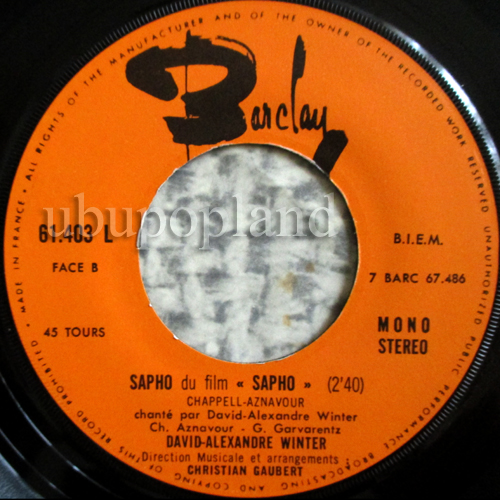 ALL RIGHTS OF THE MANUFACTURER AND OF THE OWNER OF THE RECORDED WORK RESERVED UNAUTHORIZED PUBLIC PERFORMANCE BROADCASTING AND COPYING OF THIS RECORD PROHIBITED • MADE IN FRANCE •
Barclay
ubupopland
61.403 L
B.I.E.M.
FACE B
7 BARC 67.486
45 TOURS
MONO
STEREO
SAPHO du film « SAPHO » (2'40)
CHAPPELL-AZNAVOUR
chanté par David-Alexandre Winter
Ch. Aznavour - G. Garvarentz
DAVID-ALEXANDRE WINTER
Direction Musicale et arrangements :
CHRISTIAN GAUBERT